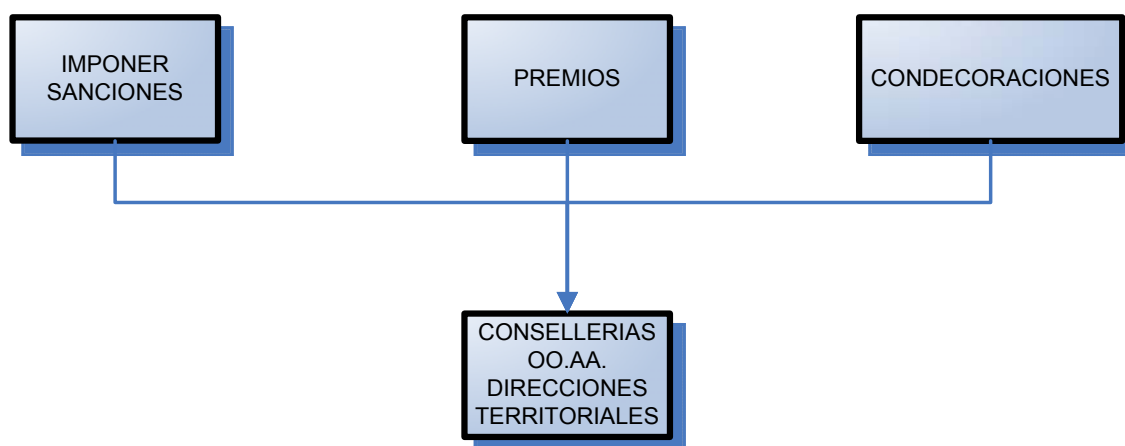 IMPONER
SANCIONES
PREMIOS
CONDECORACIONES
CONSELLERIAS
OO.AA.
DIRECCIONES
TERRITORIALES